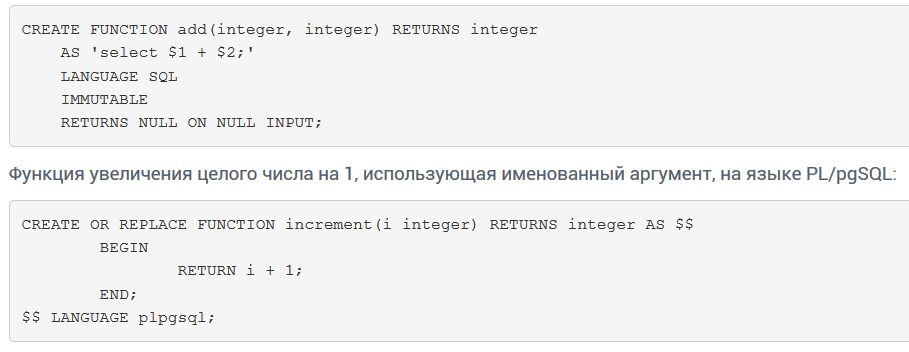 CREATE FUNCTION add(integer, integer) RETURNS integer
    AS 'select $1 + $2;'
    LANGUAGE SQL
    IMMUTABLE
    RETURNS NULL ON NULL INPUT;
Функция увеличения целого числа на 1, использующая именованный аргумент, на языке PL/pgSQL:
CREATE OR REPLACE FUNCTION increment(i integer) RETURNS integer AS $$
        BEGIN
                RETURN i + 1;
        END;
$$ LANGUAGE plpgsql;